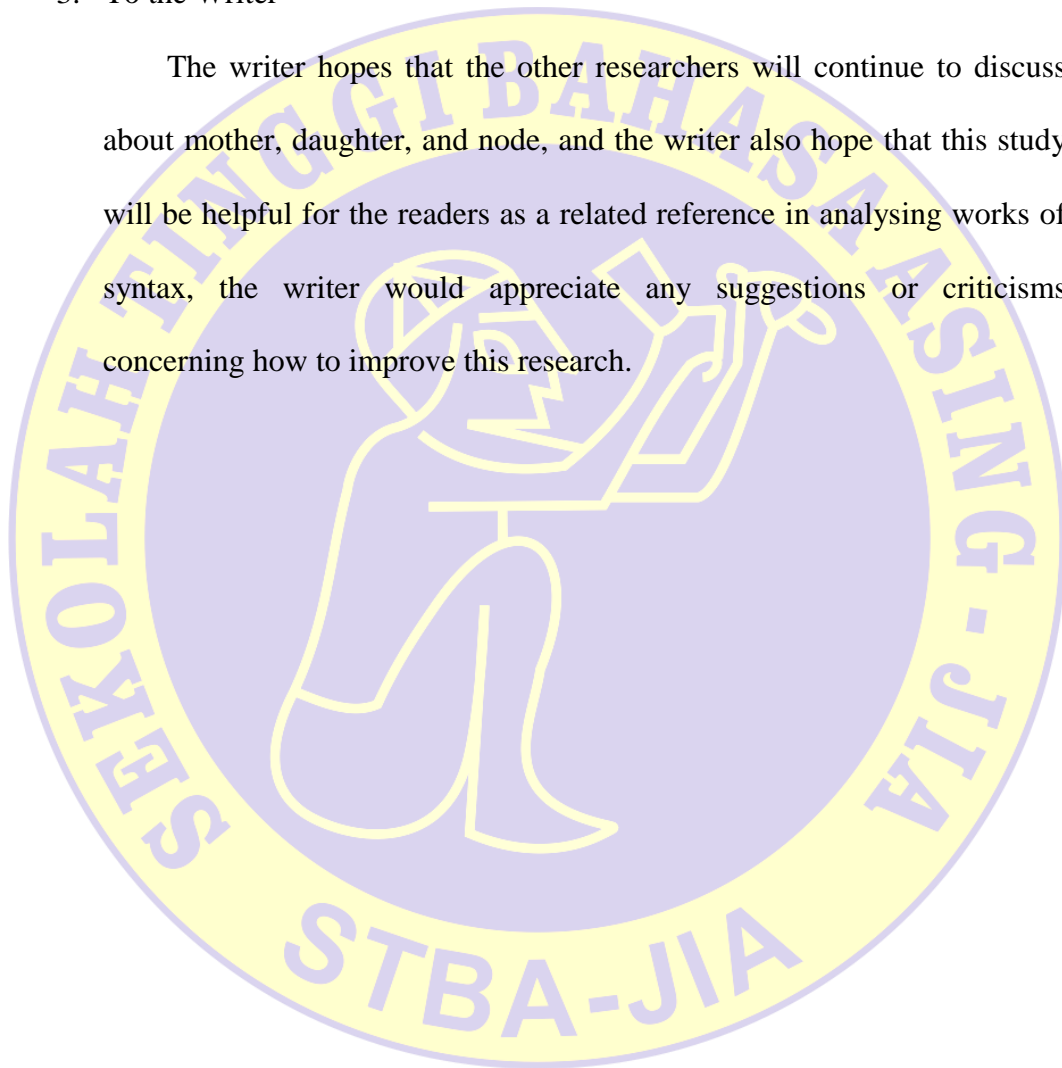 3. To the Writer
The writer hopes that the other researchers will continue to discuss
about mother, daughter, and node, and the writer also hope that this study
will be helpful for the readers as a related reference in analysing works of
syntax, the writer would appreciate any suggestions or criticisms
concerning how to improve this research.
SEKOLAH TINGGI BAHASA ASING - JIA
STBA-JIA